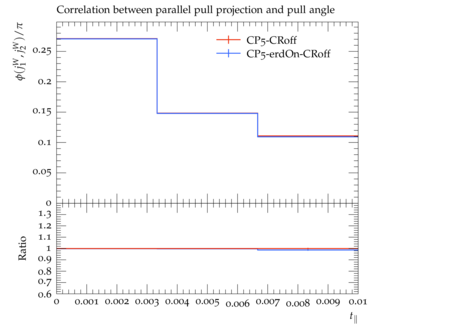 Correlation between parallel pull projection and pull angle
ϕ(j₁ᵂ, j₂ᵂ)/π
CP5-CRoff
CP5-erdOn-CRoff
0.25
0.2
0.15
0.1
0.05
0
Ratio
1.3
1.2
1.1
1
0.9
0.8
0.7
0.6
0 0.001 0.002 0.003 0.004 0.005 0.006 0.007 0.008 0.009 0.01
t∥